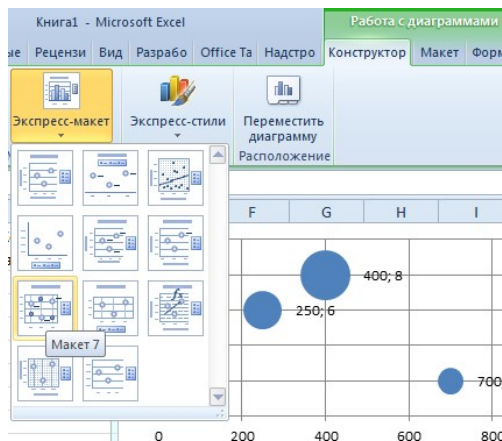 Книга1 - Microsoft Excel
Работа с диаграммами
ые Рецензи Вид Разрабо Office Ta Надстро Конструктор Макет Форм
Экспресс-макет
Экспресс-стили
Переместить
диаграмму
Расположение
F G H I
400; 8
250; 6
Макет 7
700
0 200 400 600 800